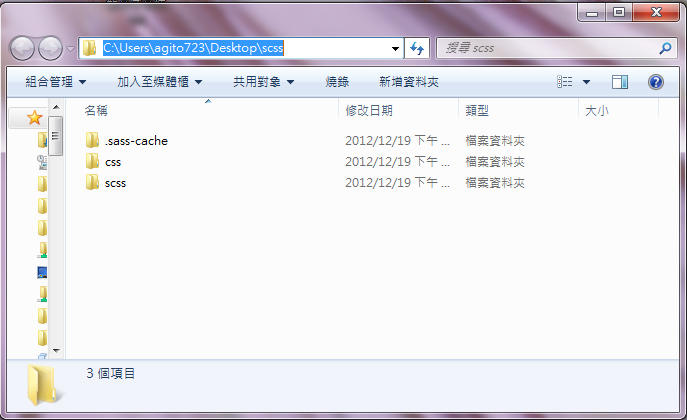 C:\Users\agito723\Desktop\scss
搜尋 scss
組合管理 加入至媒體櫃 共用對象 燒錄 新增資料夾
名稱 修改日期 類型 大小
.sass-cache 2012/12/19 下午 ... 檔案資料夾
css 2012/12/19 下午 ... 檔案資料夾
scss 2012/12/19 下午 ... 檔案資料夾
3 個項目